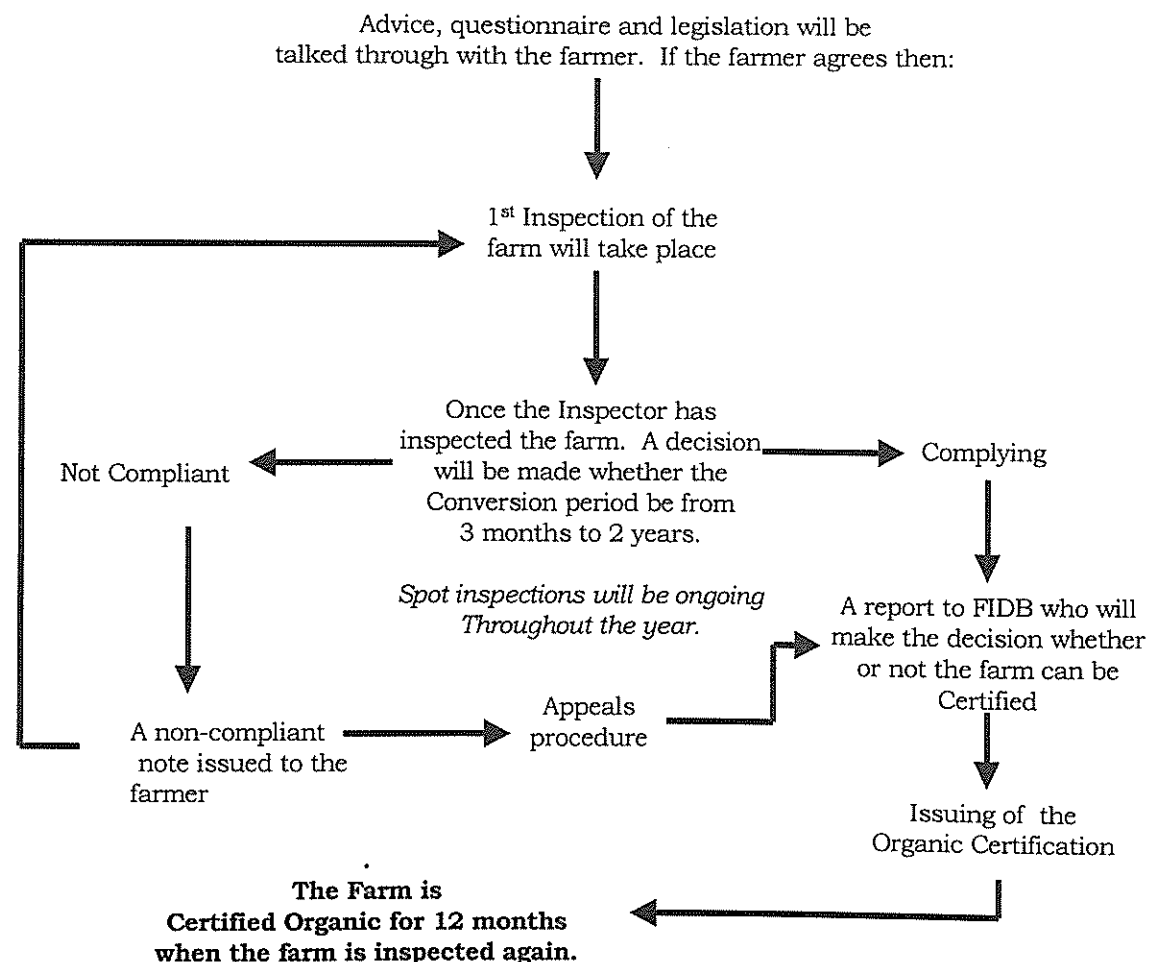 Advice, questionnaire and legislation will be
talked through with the farmer. If the farmer agrees then:
1st Inspection of the
farm will take place
Once the Inspector has
inspected the farm. A decision
will be made whether the
Conversion period be from
3 months to 2 years.
Not Compliant
Complying
Spot inspections will be ongoing
Throughout the year.
A report to FIDB who will
make the decision whether
or not the farm can be
Certified
Appeals
procedure
A non-compliant
note issued to the
farmer
Issuing of the
Organic Certification
The Farm is
Certified Organic for 12 months
when the farm is inspected again.